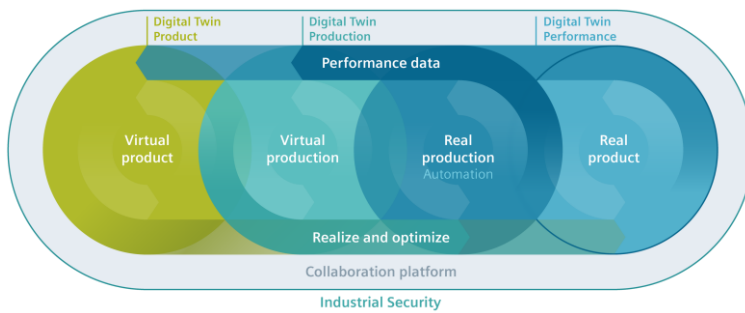 Digital Twin
Product
Digital Twin
Production
Digital Twin
Performance
Performance data
Virtual
product
Virtual
production
Real
production
Automation
Real
product
Realize and optimize
Collaboration platform
Industrial Security